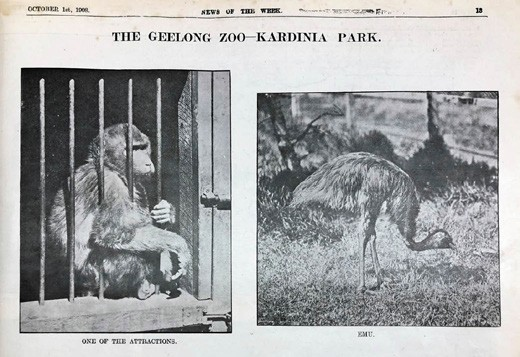 OCTOBER 1st, 1908.
NEWS OF THE WEEK.
13
THE GEELONG ZOO—KARDINIA PARK.
ONE OF THE ATTRACTIONS.
EMU.